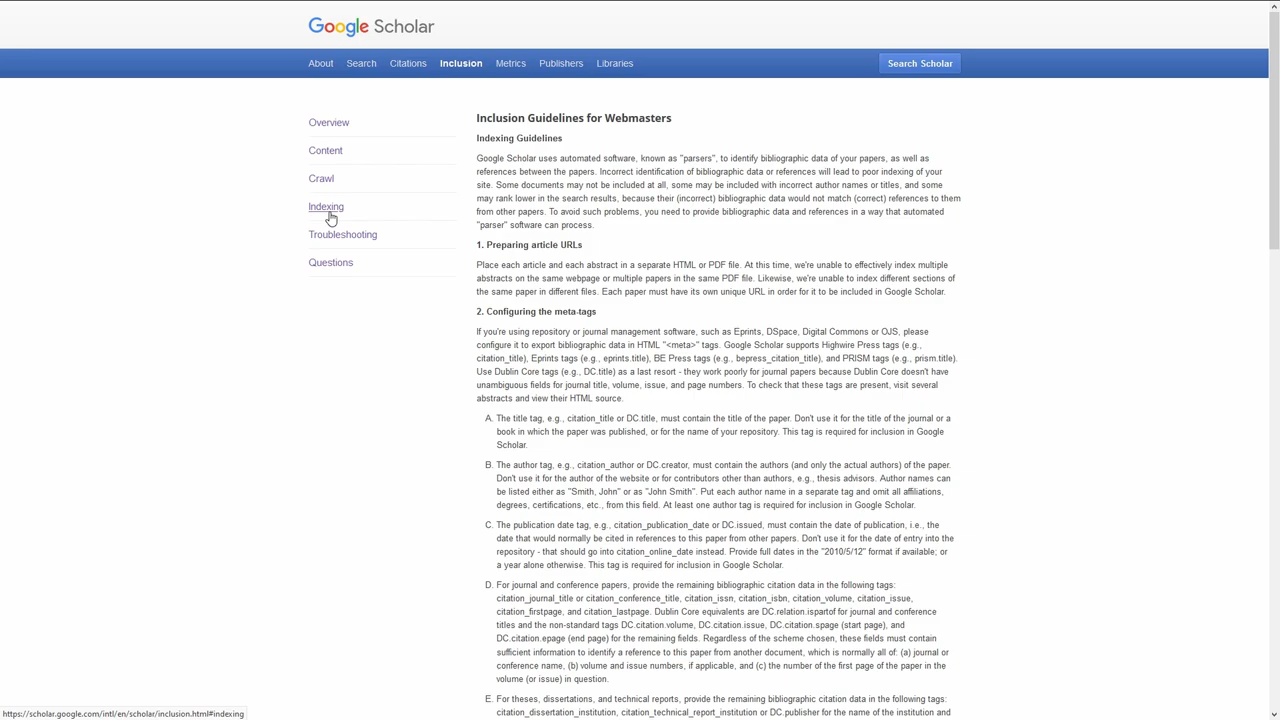 Google Scholar
About Search Citations Inclusion Metrics Publishers Libraries Search Scholar
Overview
Content
Crawl
Indexing
Troubleshooting
Questions
Inclusion Guidelines for Webmasters
Indexing Guidelines
Google Scholar uses automated software, known as "parsers", to identify bibliographic data of your papers, as well as
references between the papers. Incorrect identification of bibliographic data or references will lead to poor indexing of your
site. Some documents may not be included at all, some may be included with incorrect author names or titles, and some
may rank lower in the search results, because their (incorrect) bibliographic data would not match (correct) references to them
from other papers. To avoid such problems, you need to provide bibliographic data and references in a way that automated
"parser" software can process.
1. Preparing article URLs
Place each article and each abstract in a separate HTML or PDF file. At this time, we're unable to effectively index multiple
abstracts on the same webpage or multiple papers in the same PDF file. Likewise, we're unable to index different sections of
the same paper in different files. Each paper must have its own unique URL in order for it to be included in Google Scholar.
2. Configuring the meta-tags
If you're using repository or journal management software, such as Eprints, DSpace, Digital Commons or OJS, please
configure it to export bibliographic data in HTML "<meta>" tags. Google Scholar supports Highwire Press tags (e.g.,
citation_title), Eprints tags (e.g., eprints.title), BE Press tags (e.g., bepress_citation_title), and PRISM tags (e.g., prism.title).
Use Dublin Core tags (e.g., DC.title) as a last resort - they work poorly for journal papers because Dublin Core doesn't have
unambiguous fields for journal title, volume, issue, and page numbers. To check that these tags are present, visit several
abstracts and view their HTML source.
A. The title tag, e.g., citation_title or DC.title, must contain the title of the paper. Don't use it for the title of the journal or a
book in which the paper was published, or for the name of your repository. This tag is required for inclusion in Google
Scholar.
B. The author tag, e.g., citation_author or DC.creator, must contain the authors (and only the actual authors) of the paper.
Don't use it for the author of the website or for contributors other than authors, e.g., thesis advisors. Author names can
be listed either as "Smith, John" or as "John Smith". Put each author name in a separate tag and omit all affiliations,
degrees, certifications, etc., from this field. At least one author tag is required for inclusion in Google Scholar.
C. The publication date tag, e.g., citation_publication_date or DC.issued, must contain the date of publication, i.e., the
date that would normally be cited in references to this paper from other papers. Don't use it for the date of entry into the
repository - that should go into citation_online_date instead. Provide full dates in the "2010/5/12" format if available; or
a year alone otherwise. This tag is required for inclusion in Google Scholar.
D. For journal and conference papers, provide the remaining bibliographic citation data in the following tags:
citation_journal_title or citation_conference_title, citation_issn, citation_isbn, citation_volume, citation_issue,
citation_firstpage, and citation_lastpage. Dublin Core equivalents are DC.relation.ispartof for journal and conference
titles and the non-standard tags DC.citation.volume, DC.citation.issue, DC.citation.spage (start page), and
DC.citation.epage (end page) for the remaining fields. Regardless of the scheme chosen, these fields must contain
sufficient information to identify a reference to this paper from another document, which is normally all of: (a) journal or
conference name, (b) volume and issue numbers, if applicable, and (c) the number of the first page of the paper in the
volume (or issue) in question.
E. For theses, dissertations, and technical reports, provide the remaining bibliographic citation data in the following tags:
citation_dissertation_institution, citation_technical_report_institution or DC.publisher for the name of the institution and
https://scholar.google.com/intl/en/scholar/inclusion.html#indexing